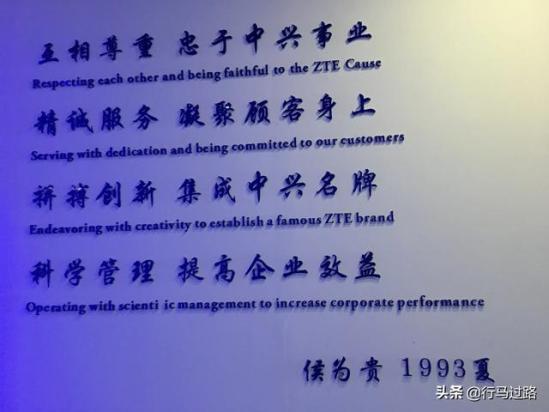 互相尊重 忠于中兴事业
Respecting each other and being faithful to the ZTE Cause
精诚服务 凝聚顾客身上
Serving with dedication and being committed to our customers
拼搏创新 集成中兴名牌
Endeavoring with creativity to establish a famous ZTE brand
科学管理 提高企业效益
Operating with scienti ic management to increase corporate performance
侯为贵 1993夏
头条 @行马过路